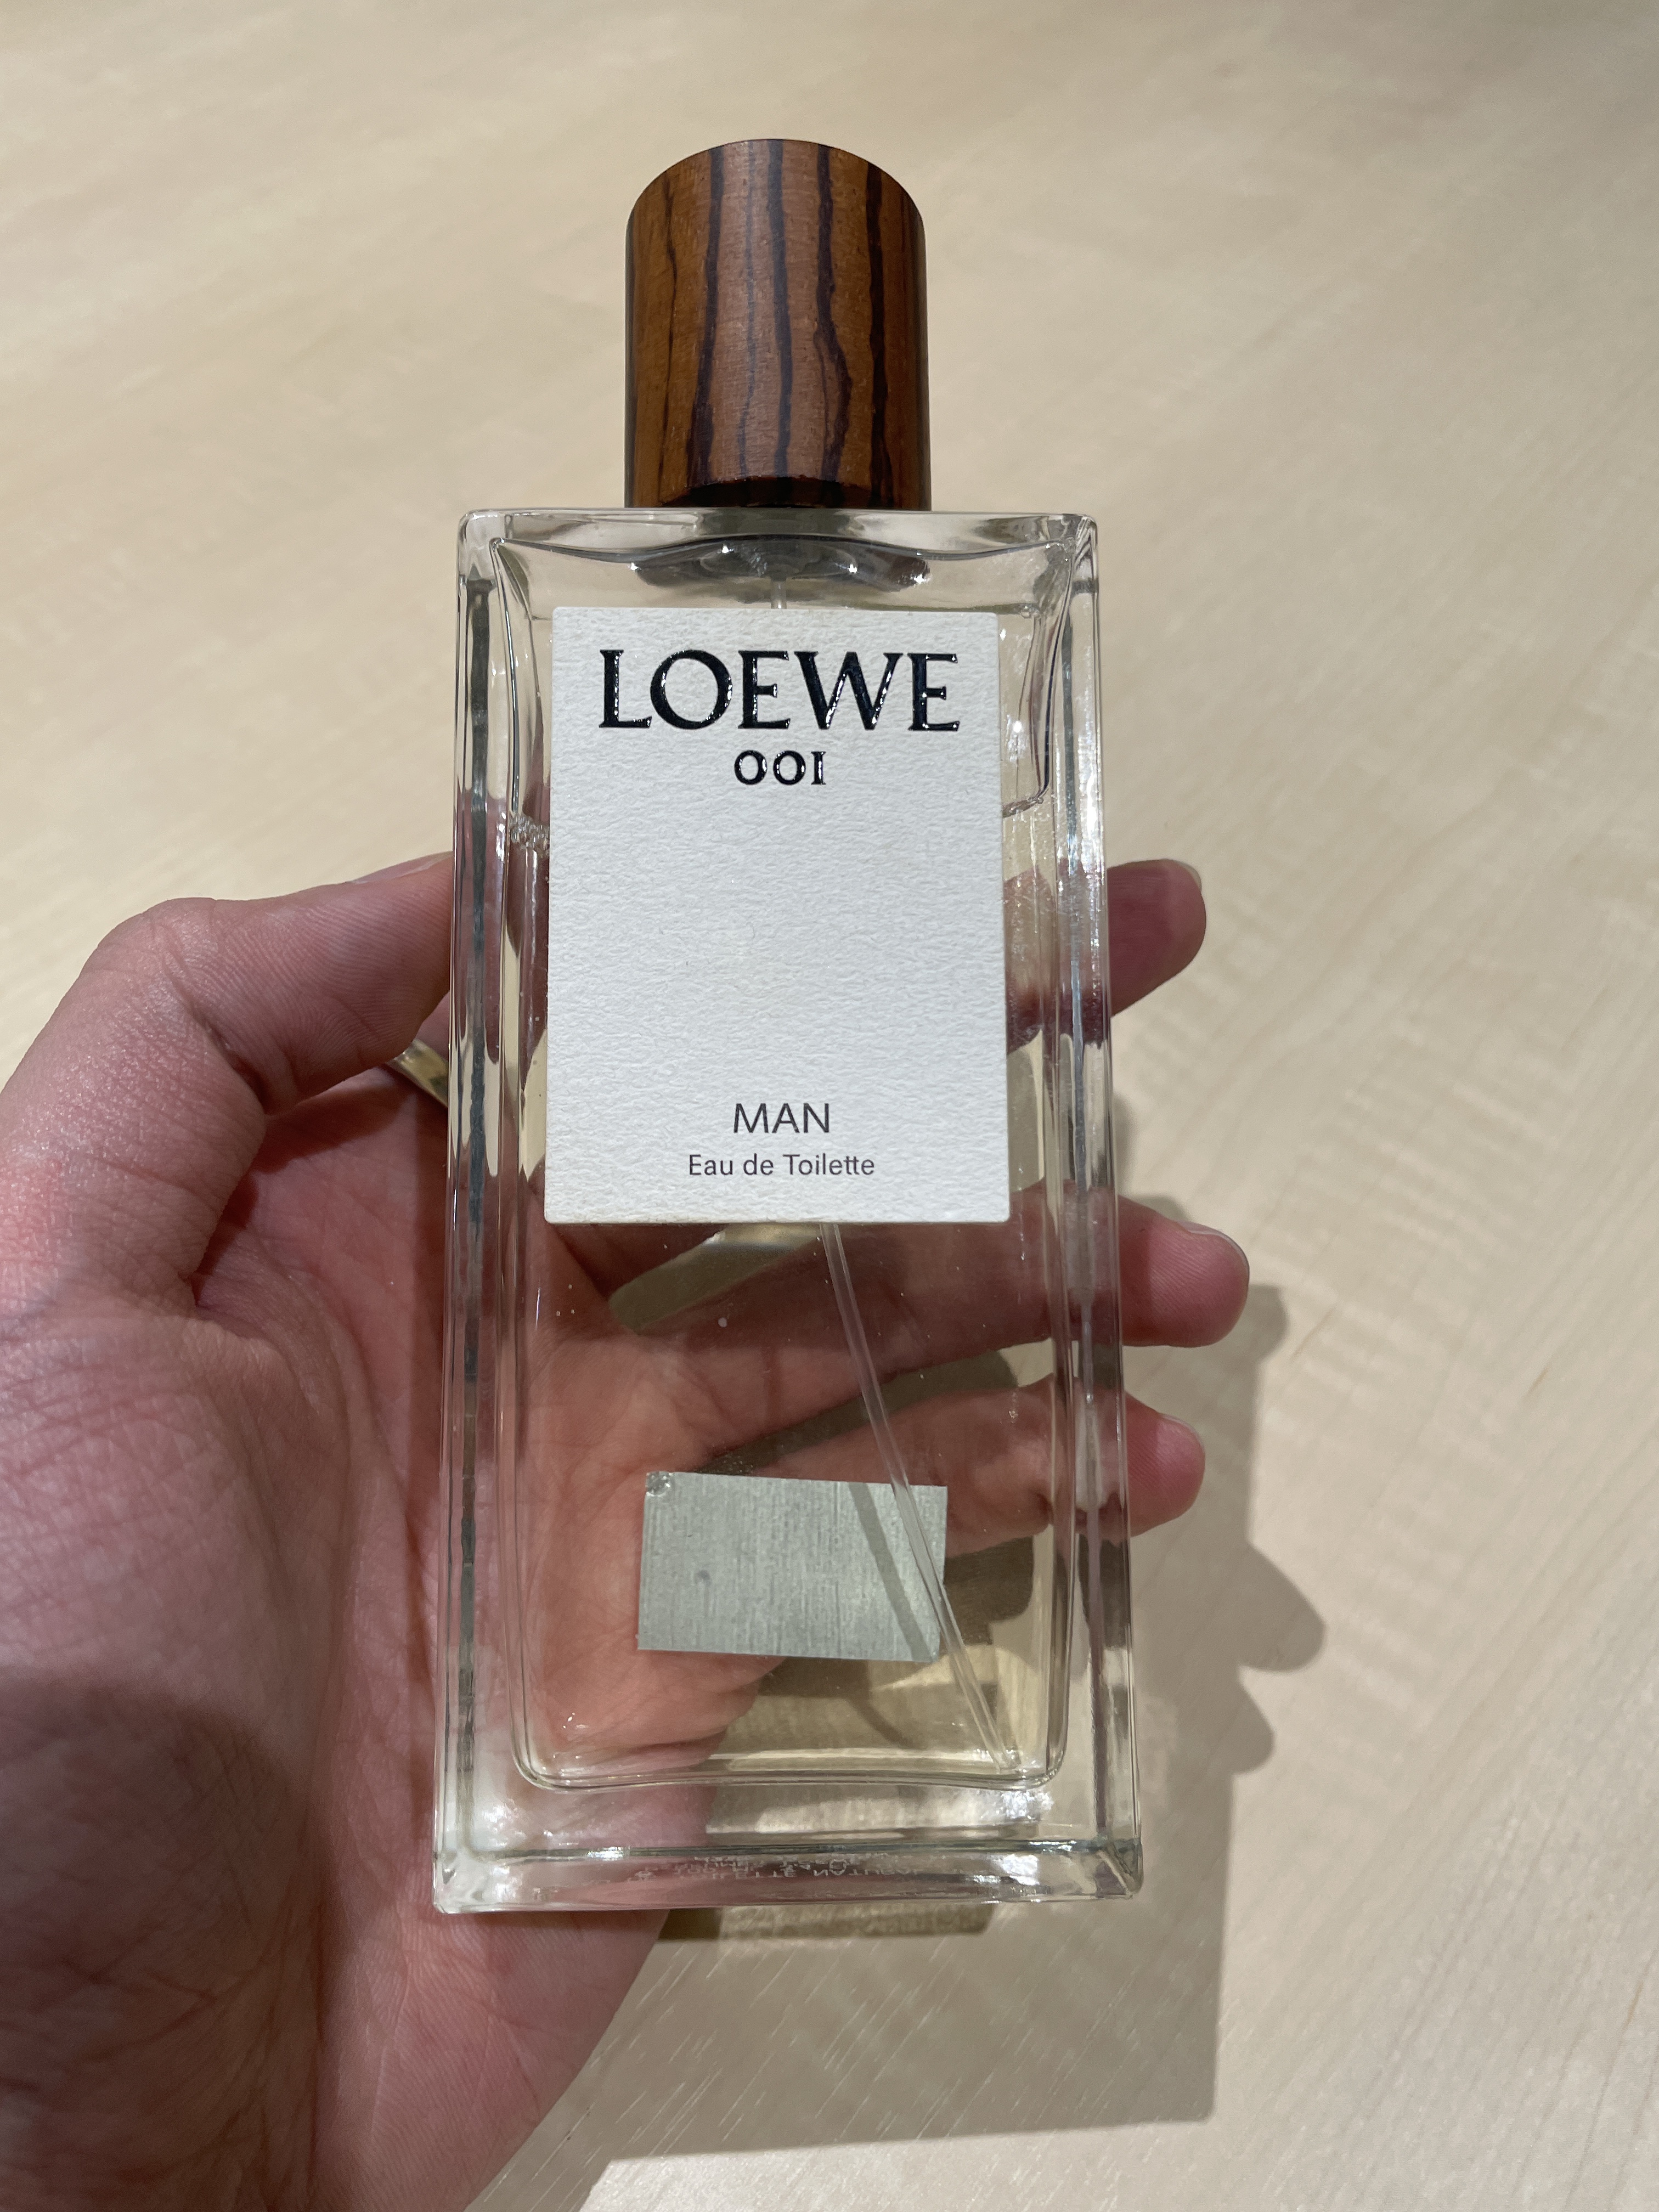 LOEWE
001
MAN
Eau de Toilette